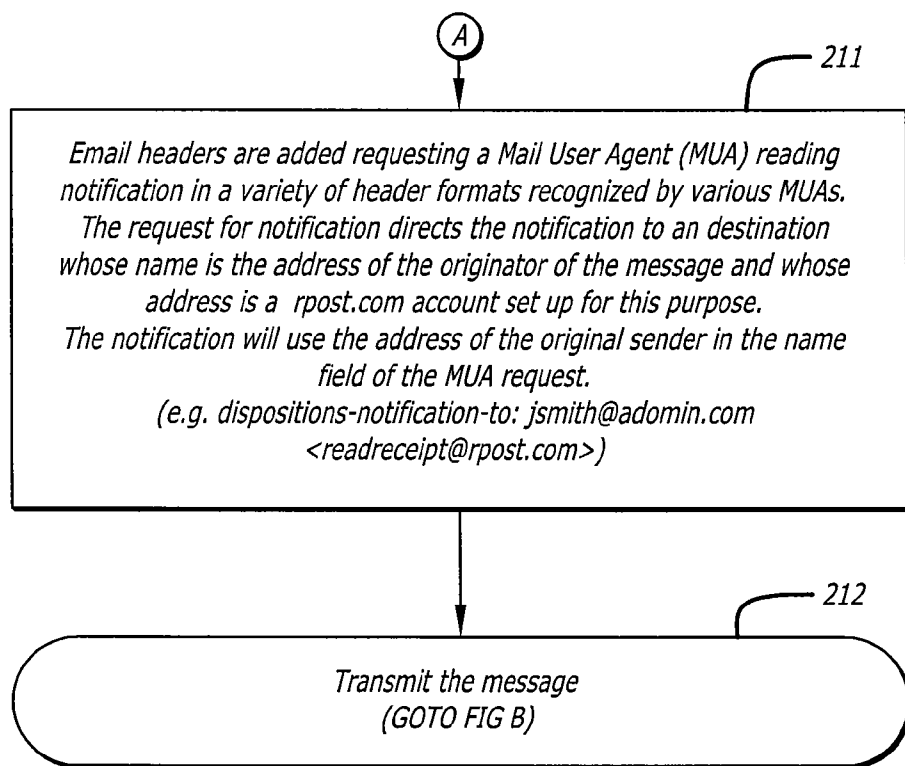 A
211
Email headers are added requesting a Mail User Agent (MUA) reading
notification in a variety of header formats recognized by various MUAs.
The request for notification directs the notification to an destination
whose name is the address of the originator of the message and whose
address is a rpost.com account set up for this purpose.
The notification will use the address of the original sender in the name
field of the MUA request.
(e.g. dispositions-notification-to: jsmith@adomin.com
<readreceipt@rpost.com>)
212
Transmit the message
(GOTO FIG B)